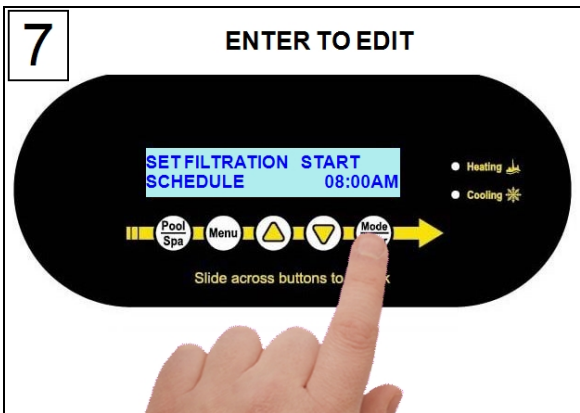 7
ENTER TO EDIT
SET FILTRATION START
SCHEDULE 08:00AM
Heating
Cooling
Pool
Spa
Menu
Mode
Slide across buttons to